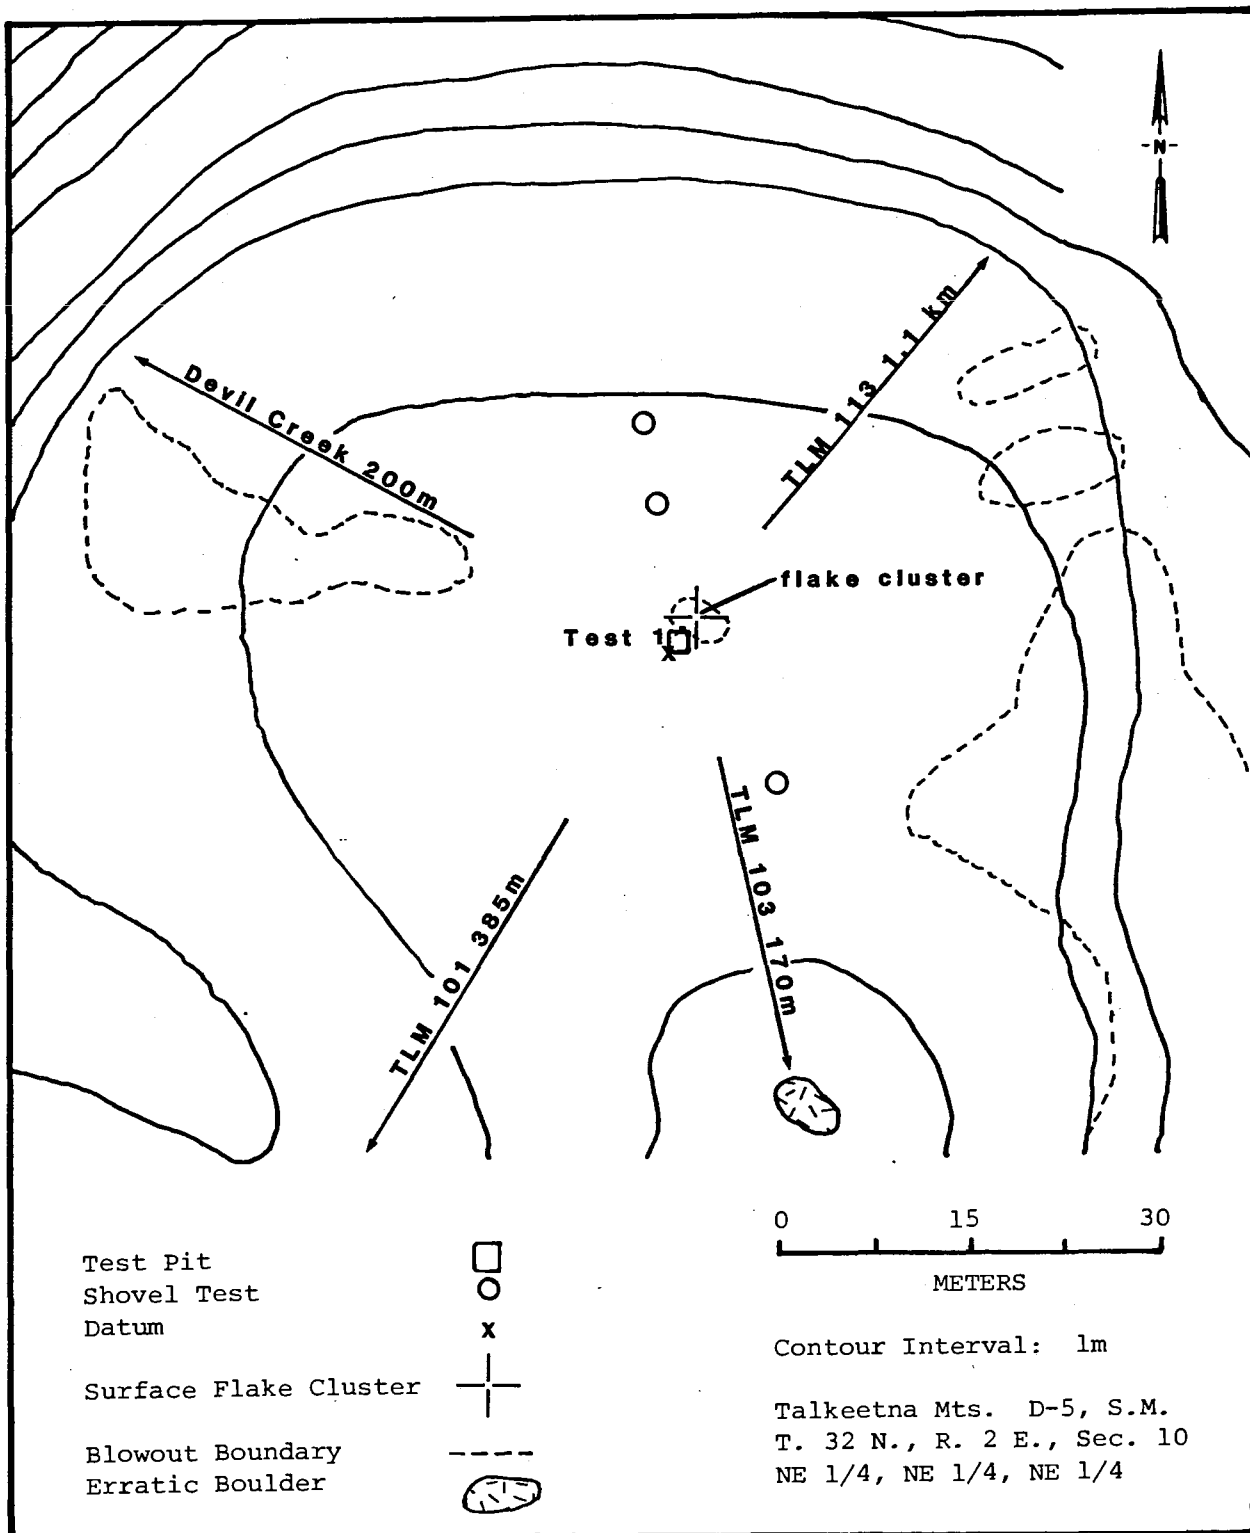 -N-
TLM 113 1.1 km
Devil Creek 200m
flake cluster
Test 1
x
TLM 103 170m
TLM 101 385m
0 15 30
METERS
Test Pit
Shovel Test
Datum x
Surface Flake Cluster
Blowout Boundary
Erratic Boulder
Contour Interval: 1m
Talkeetna Mts. D-5, S.M.
T. 32 N., R. 2 E., Sec. 10
NE 1/4, NE 1/4, NE 1/4